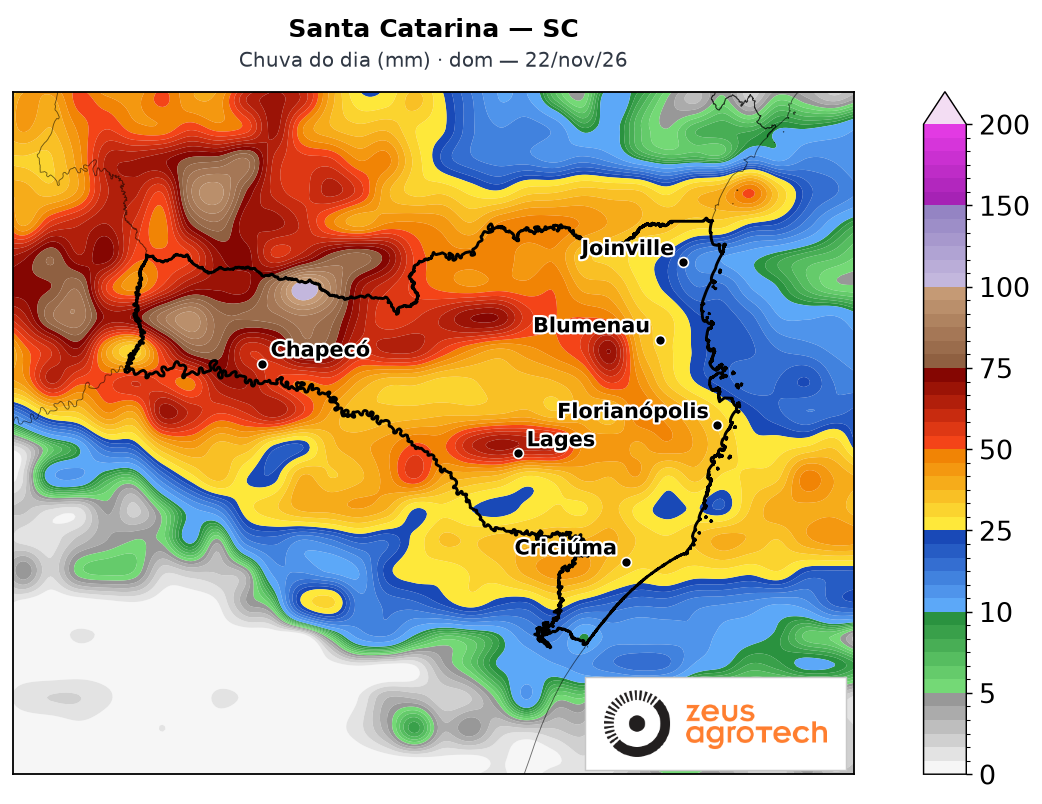 Santa Catarina — SC
Chuva do dia (mm) · dom — 22/nov/26
Joinville
Blumenau
Chapecó
Florianópolis
Lages
Criciúma
200
150
100
75
50
25
10
5
0
zeus
agrotech